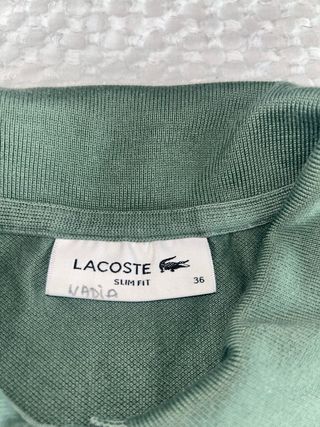 LACOSTE
SLIM FIT
36
NADIA